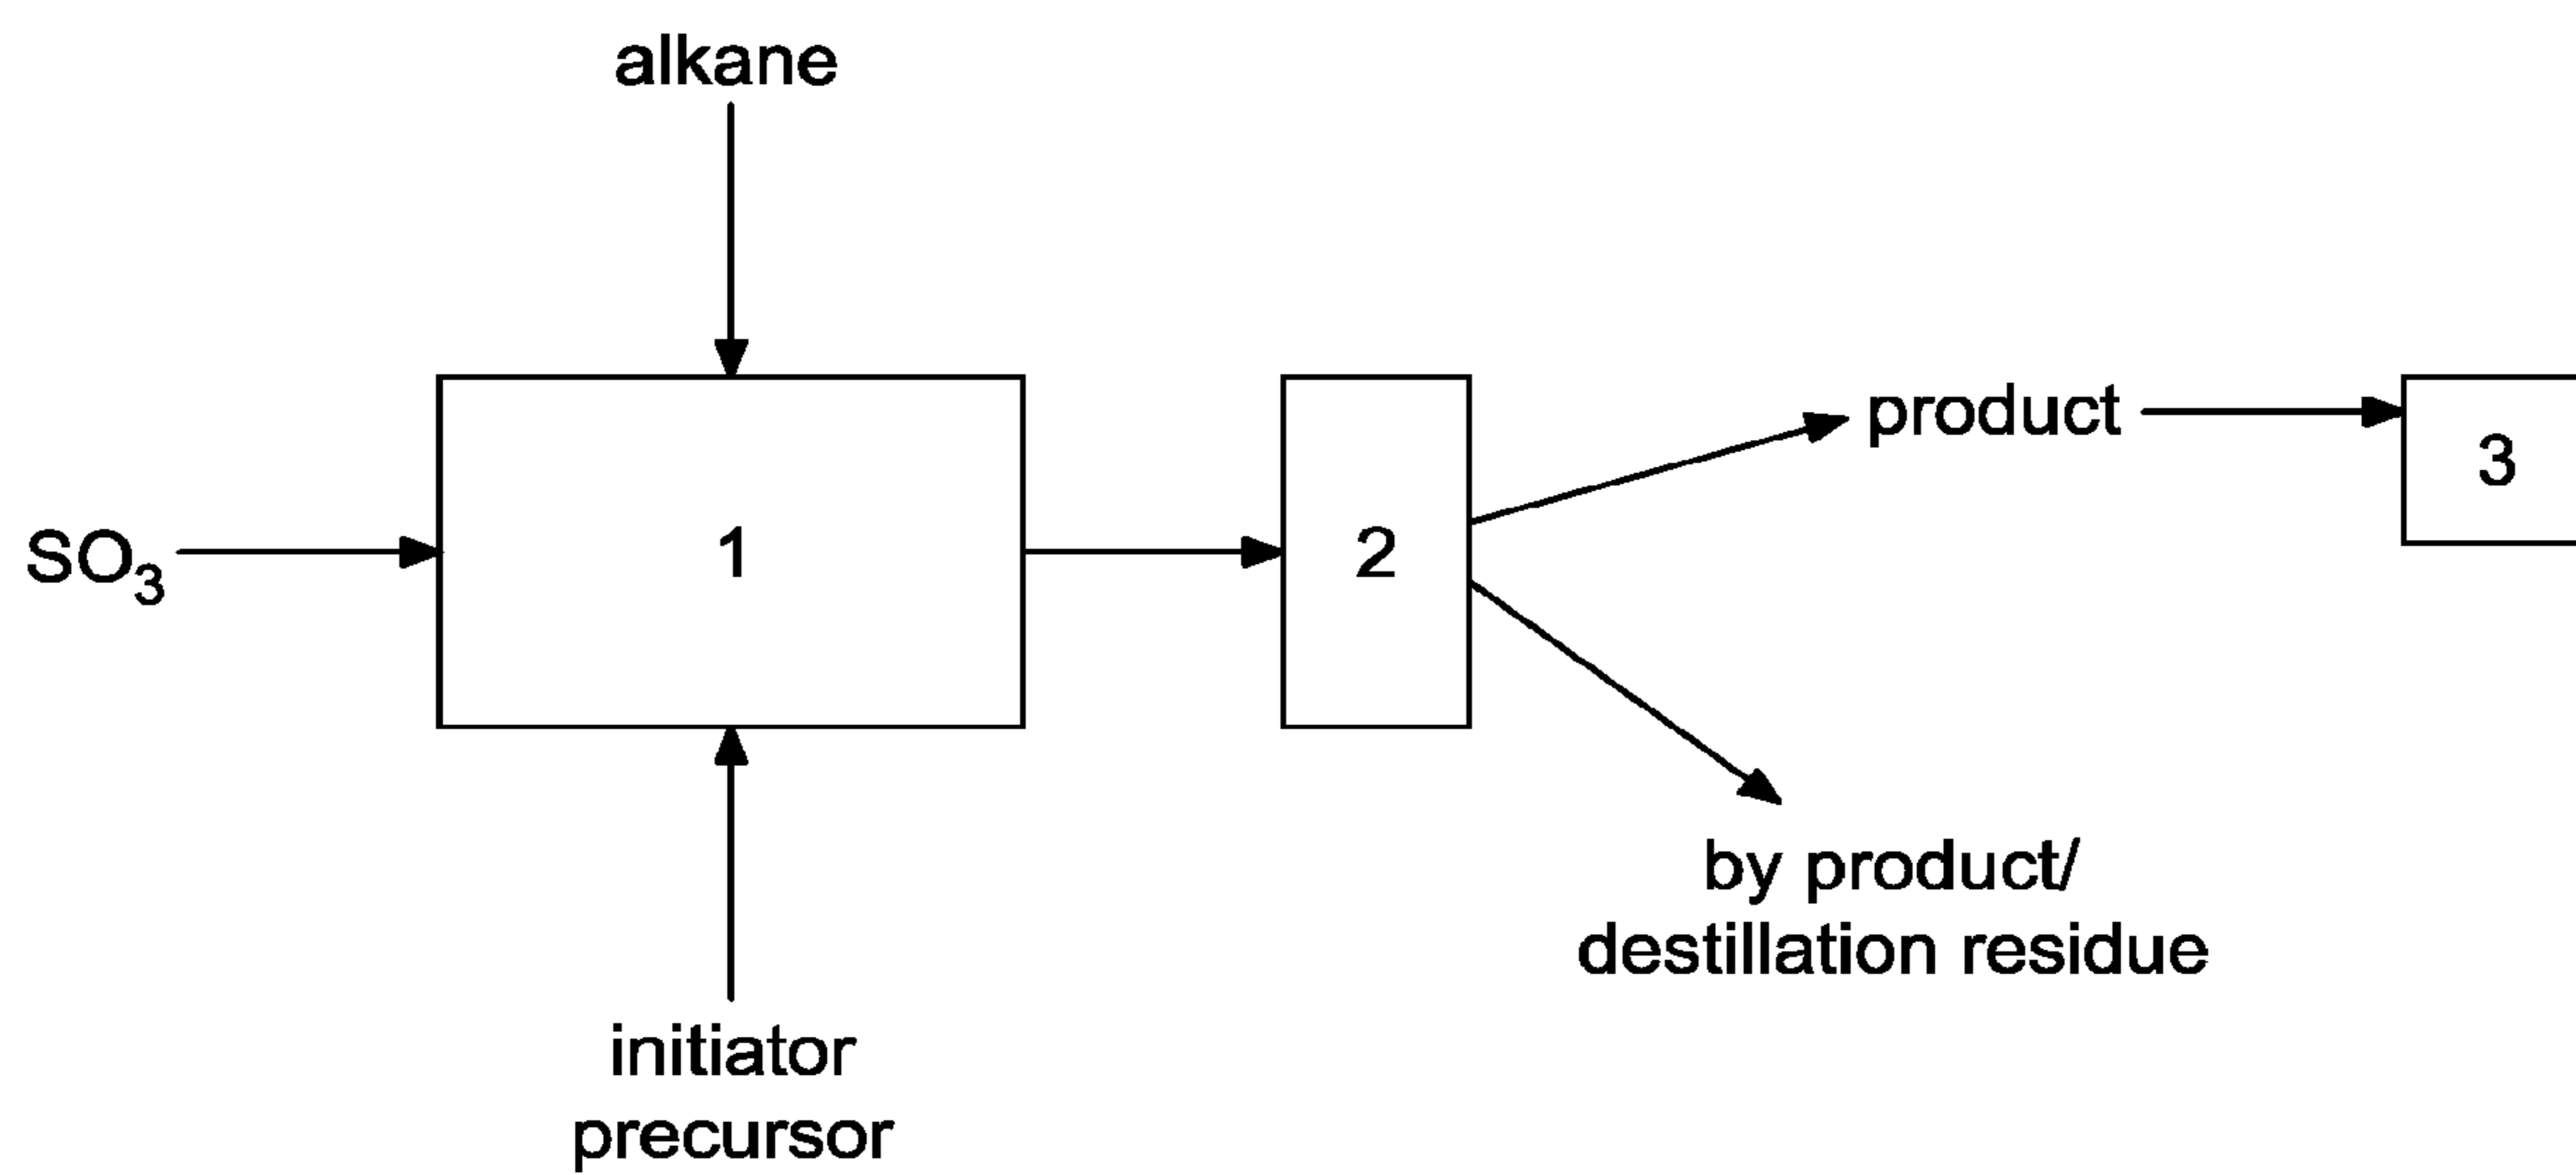 alkane
SO₃
1
2
product
3
by product/
destillation residue
initiator
precursor